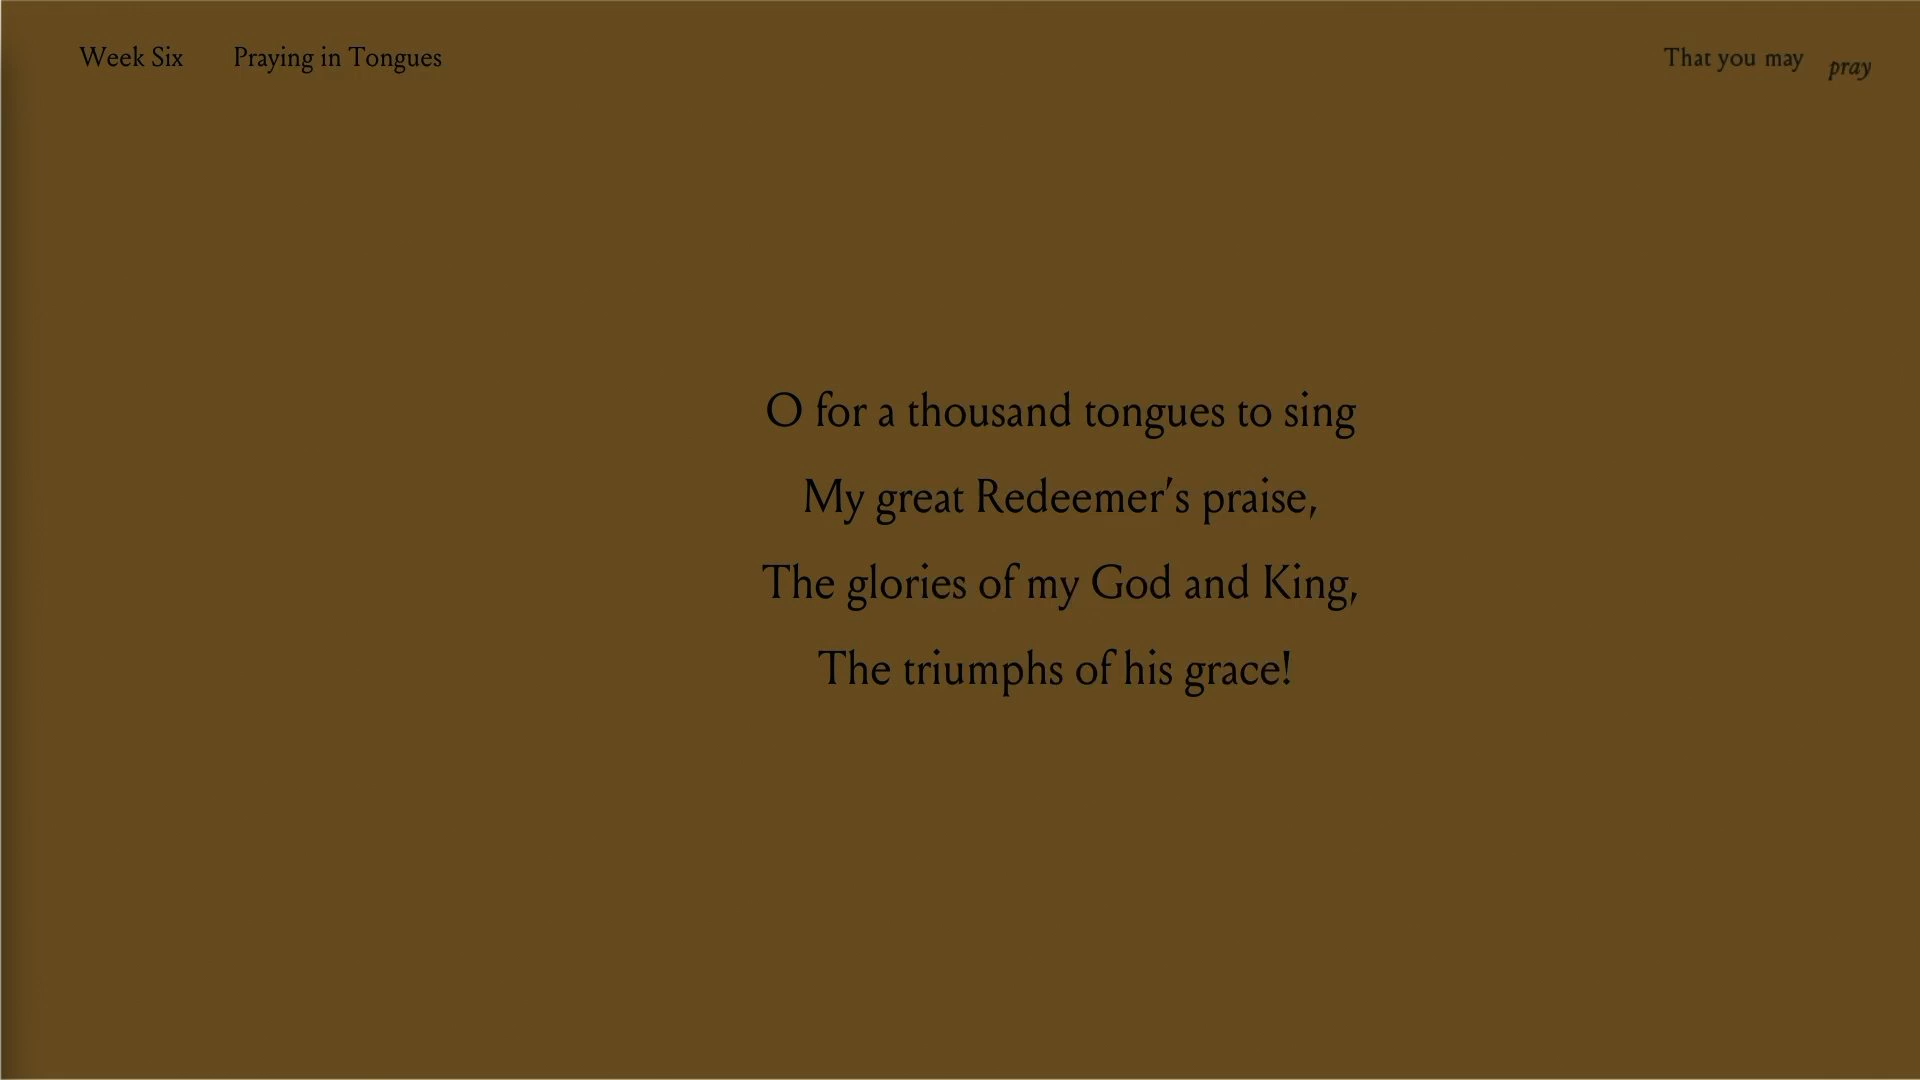 Week Six Praying in Tongues That you may pray
O for a thousand tongues to sing
My great Redeemer's praise,
The glories of my God and King,
The triumphs of his grace!